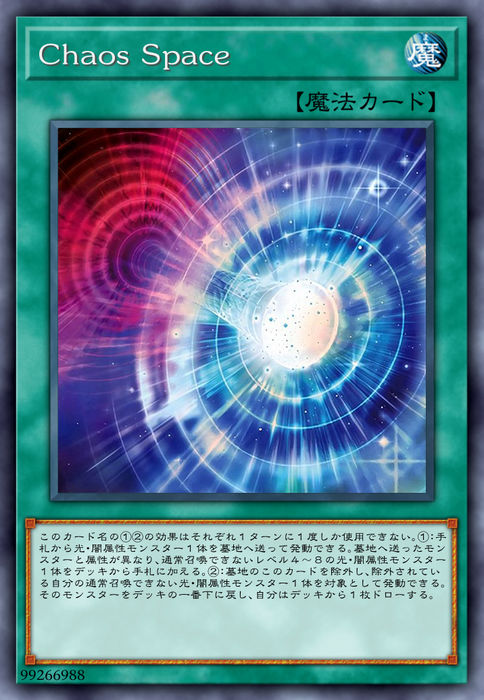 Chaos Space
魔
【魔法カード】
このカード名の①②の効果はそれぞれ１ターンに１度しか使用できない。①：手
札から光・闇属性モンスター１体を墓地へ送って発動できる。墓地へ送ったモン
スターと属性が異なり、通常召喚できないレベル４～８の光・闇属性モンスター
１体をデッキから手札に加える。②：墓地のこのカードを除外し、除外されてい
る自分の通常召喚できない光・闇属性モンスター１体を対象として発動できる。
そのモンスターをデッキの一番下に戻し、自分はデッキから１枚ドローする。
99266988